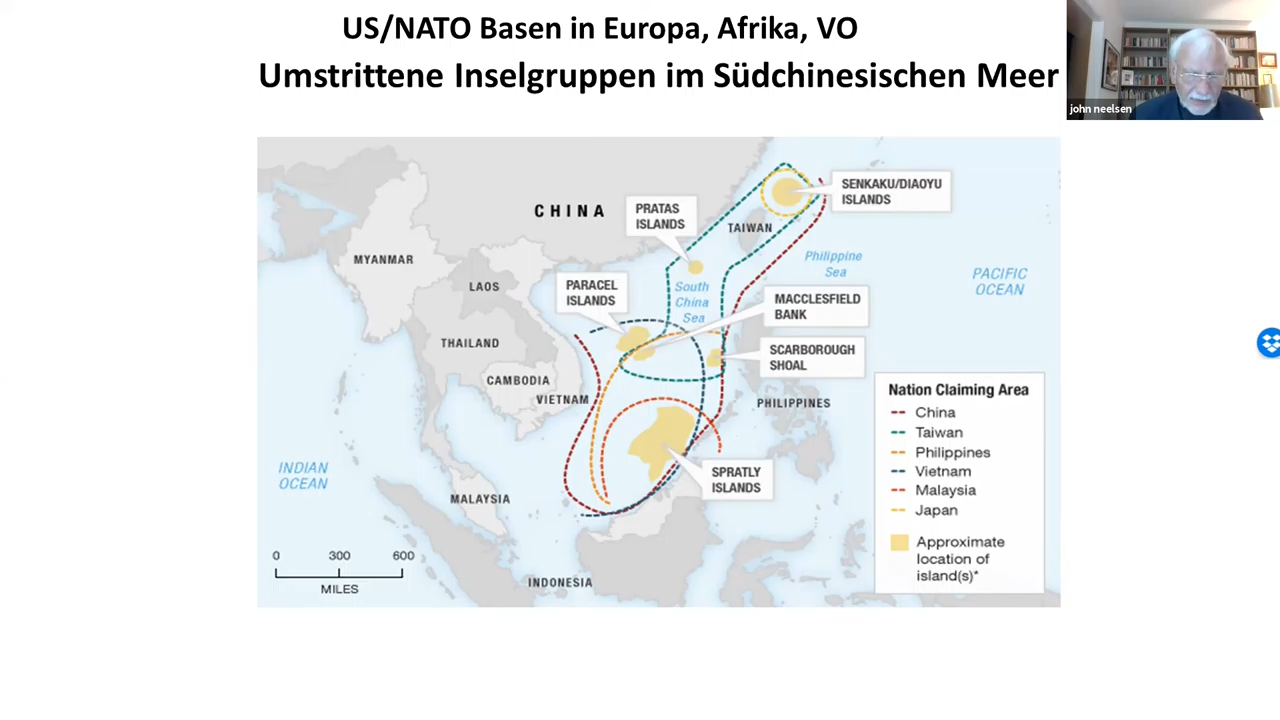 US/NATO Basen in Europa, Afrika, VO
Umstrittene Inselgruppen im Südchinesischen Meer
john neelsen
SENKAKU/DIAOYU
ISLANDS
CHINA
PRATAS
ISLANDS
TAIWAN
MYANMAR
Philippine
Sea
PACIFIC
OCEAN
LAOS
PARACEL
ISLANDS
South
China
Sea
MACCLESFIELD
BANK
THAILAND
SCARBOROUGH
SHOAL
CAMBODIA
VIETNAM
PHILIPPINES
Nation Claiming Area
China
Taiwan
Philippines
Vietnam
Malaysia
Japan
Approximate
location of
island(s)*
INDIAN
OCEAN
SPRATLY
ISLANDS
MALAYSIA
0 300 600
MILES
INDONESIA